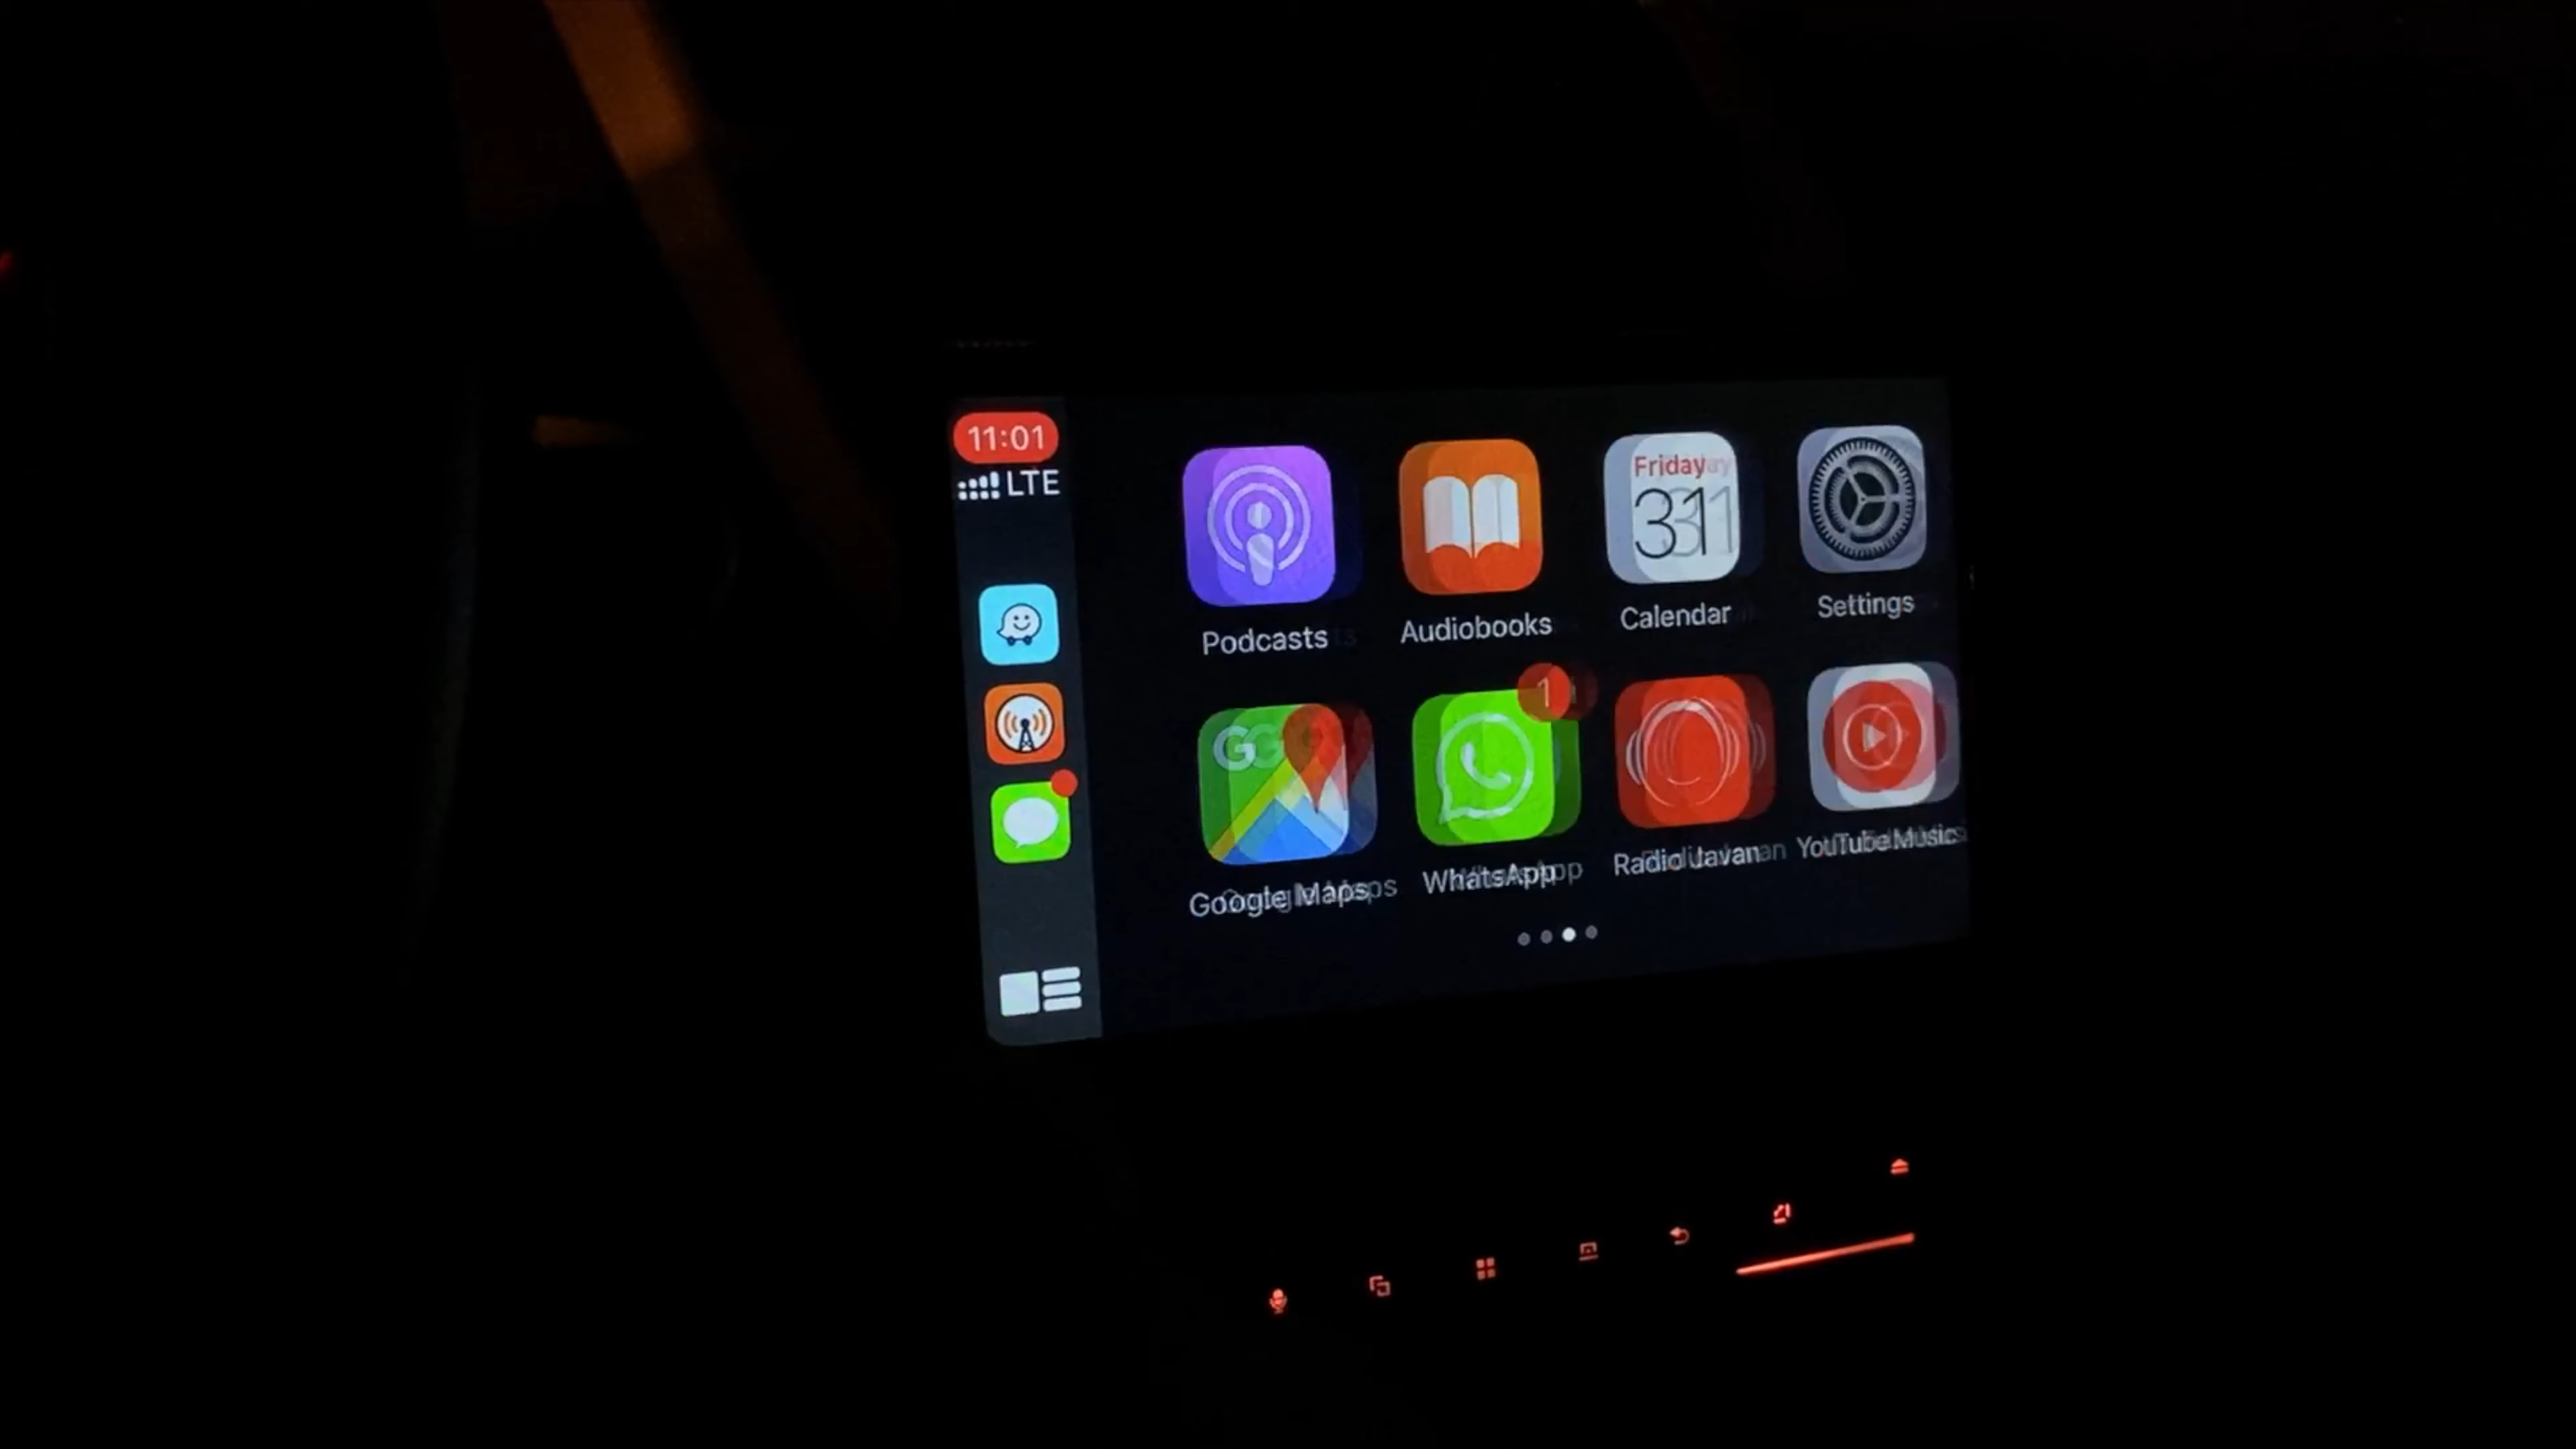 11:01
LTE
Friday
31
Podcasts
Audiobooks
Calendar
Settings
G
1
Google Maps
WhatsApp
Radio Javan
YouTube Music